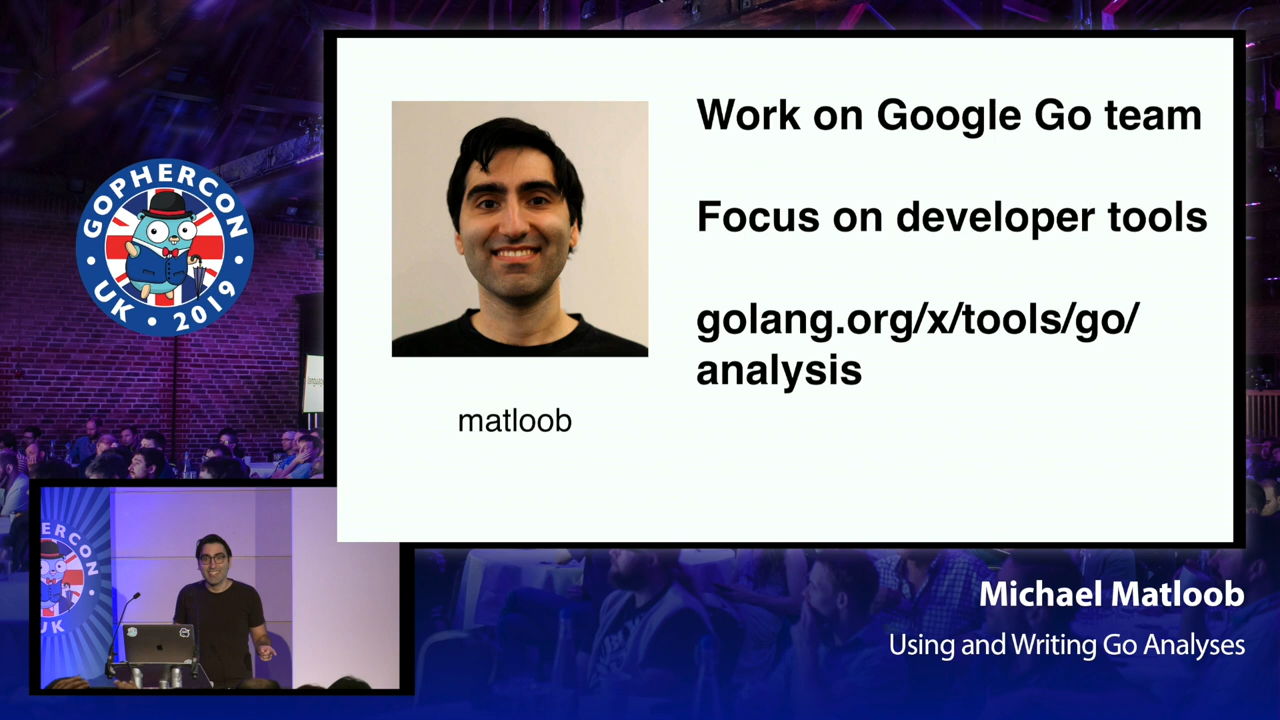 GOPHERCON
UK • 2019
Work on Google Go team
Focus on developer tools
golang.org/x/tools/go/
analysis
matloob
Michael Matloob
Using and Writing Go Analyses